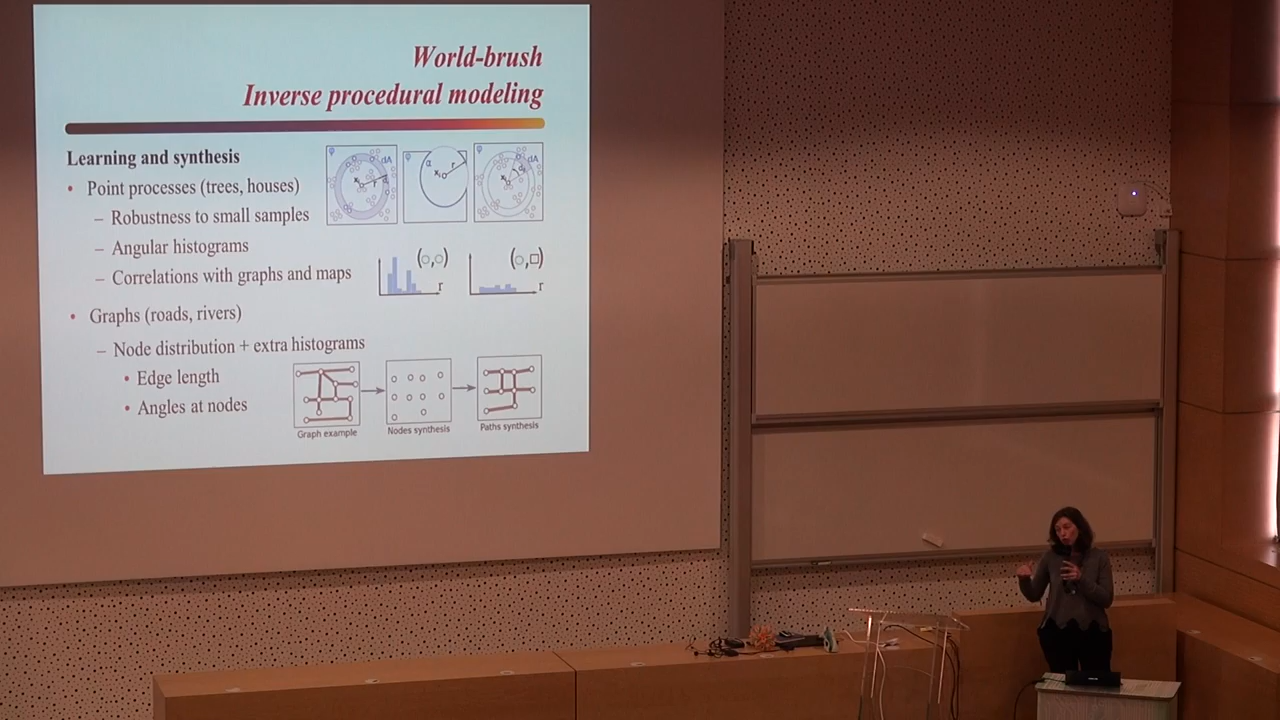 World-brush
Inverse procedural modeling
Learning and synthesis
• Point processes (trees, houses)
– Robustness to small samples
– Angular histograms
– Correlations with graphs and maps
dA
r
α
r
dA
(○,○)
r
(○,□)
r
• Graphs (roads, rivers)
– Node distribution + extra histograms
• Edge length
• Angles at nodes
Graph example
Nodes synthesis
Paths synthesis